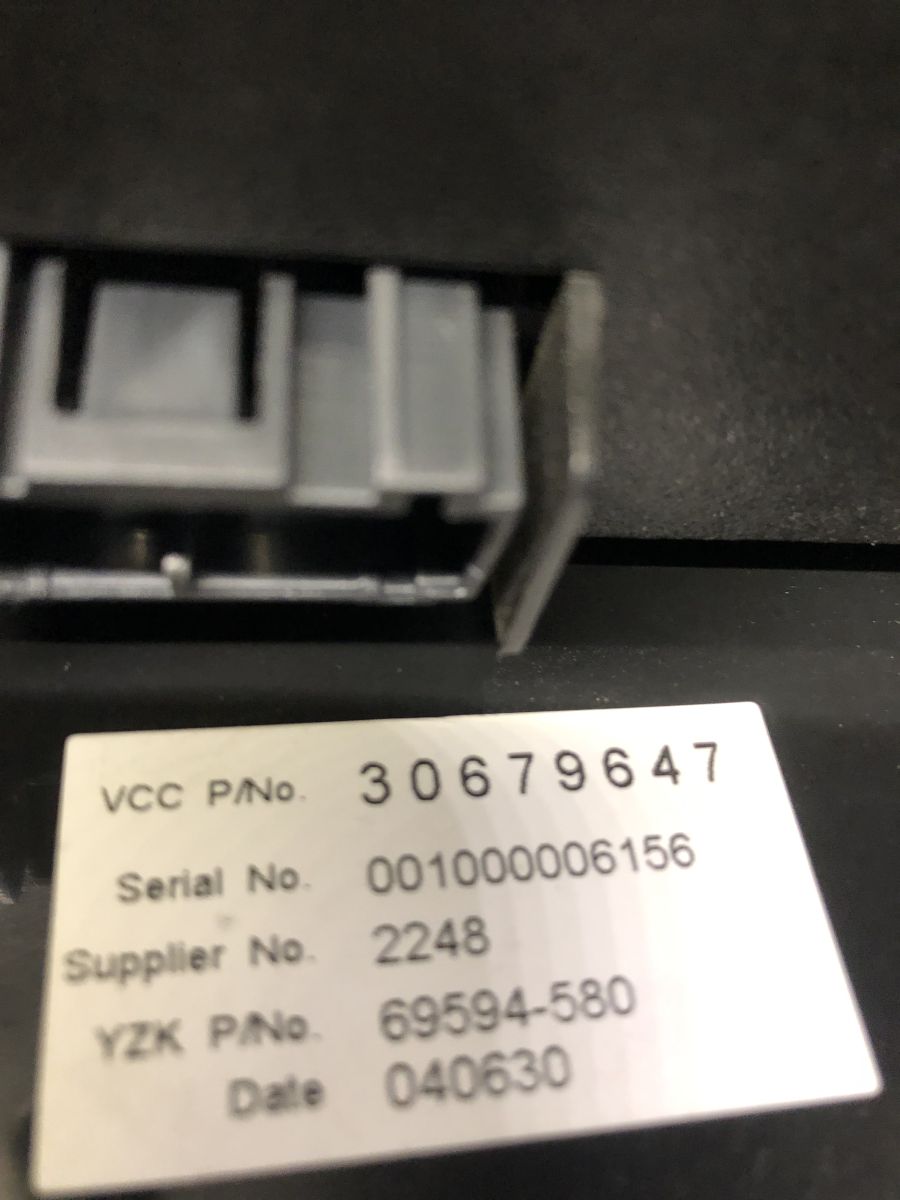 VCC P/No. 30679647
Serial No. 001000006156
Supplier No. 2248
YZK P/No. 69594-580
Date 040630